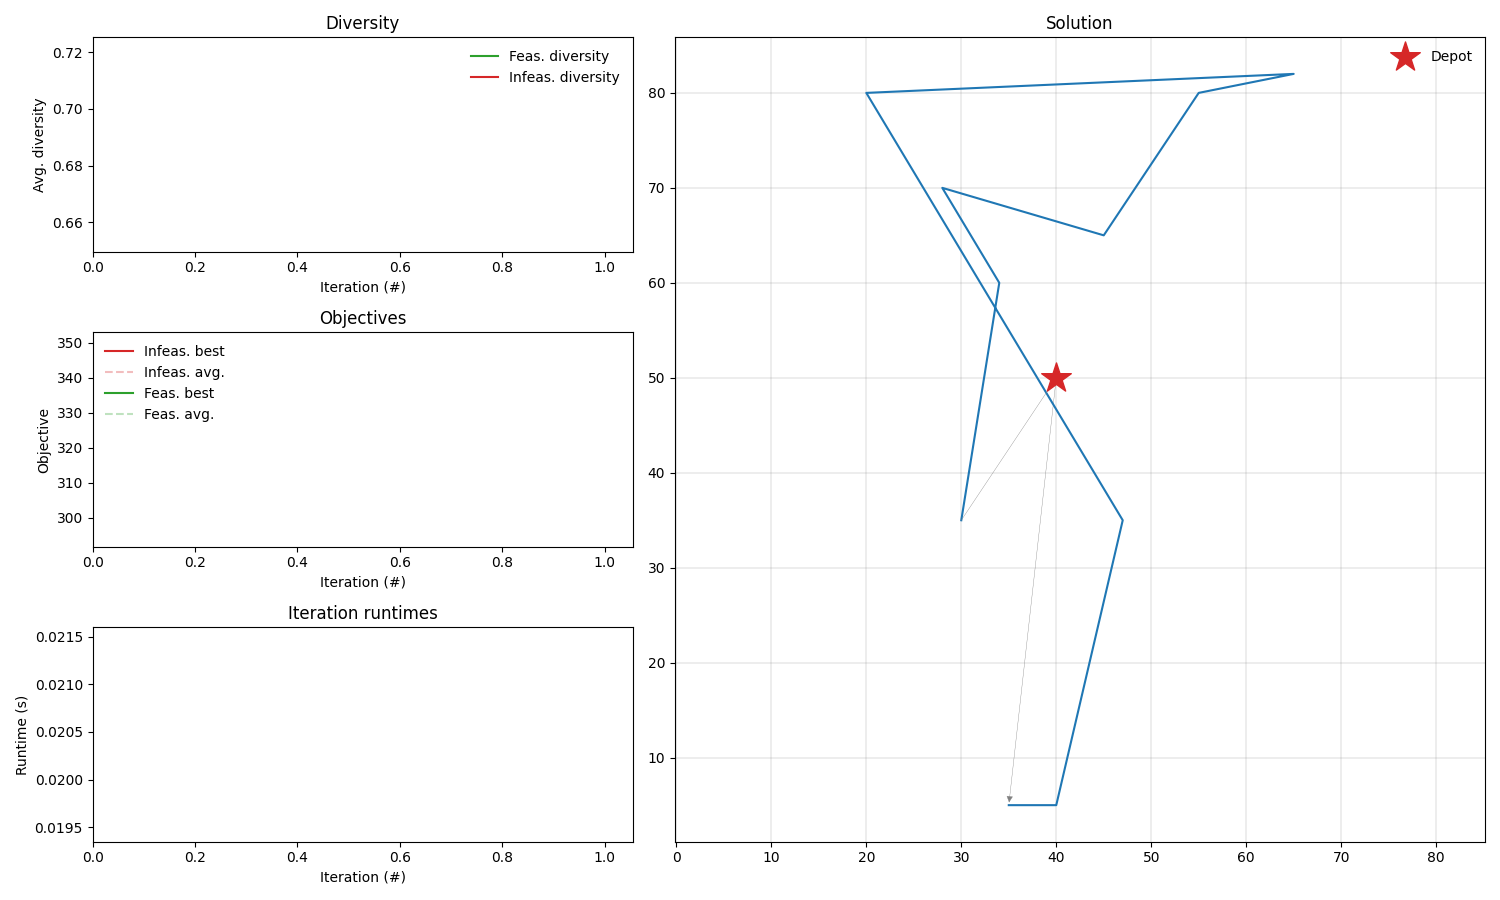 Diversity
0.72
0.70
0.68
0.66
Avg. diversity
Feas. diversity
Infeas. diversity
0.0 0.2 0.4 0.6 0.8 1.0
Iteration (#)
Objectives
350
340
330
320
310
300
Objective
Infeas. best
Infeas. avg.
Feas. best
Feas. avg.
0.0 0.2 0.4 0.6 0.8 1.0
Iteration (#)
Iteration runtimes
0.0215
0.0210
0.0205
0.0200
0.0195
Runtime (s)
0.0 0.2 0.4 0.6 0.8 1.0
Iteration (#)
Solution
Depot
80
70
60
50
40
30
20
10
0 10 20 30 40 50 60 70 80